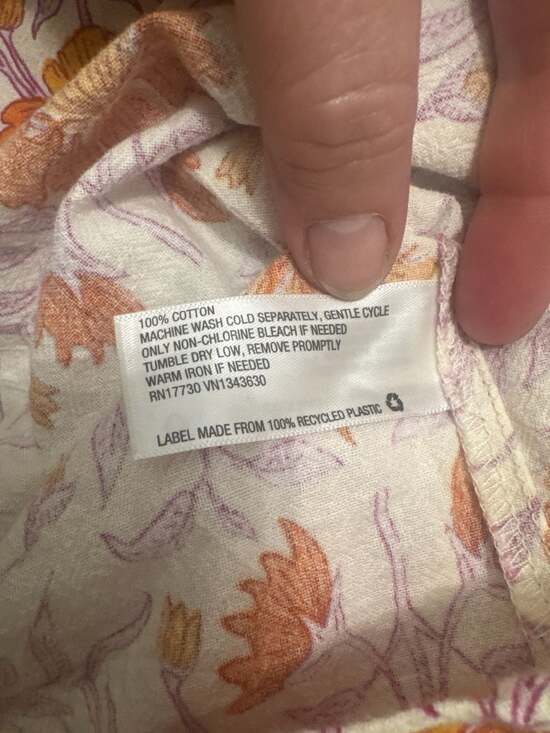 100% COTTON
MACHINE WASH COLD SEPARATELY, GENTLE CYCLE
ONLY NON-CHLORINE BLEACH IF NEEDED
TUMBLE DRY LOW, REMOVE PROMPTLY
WARM IRON IF NEEDED
RN17730 VN1343630
LABEL MADE FROM 100% RECYCLED PLASTIC